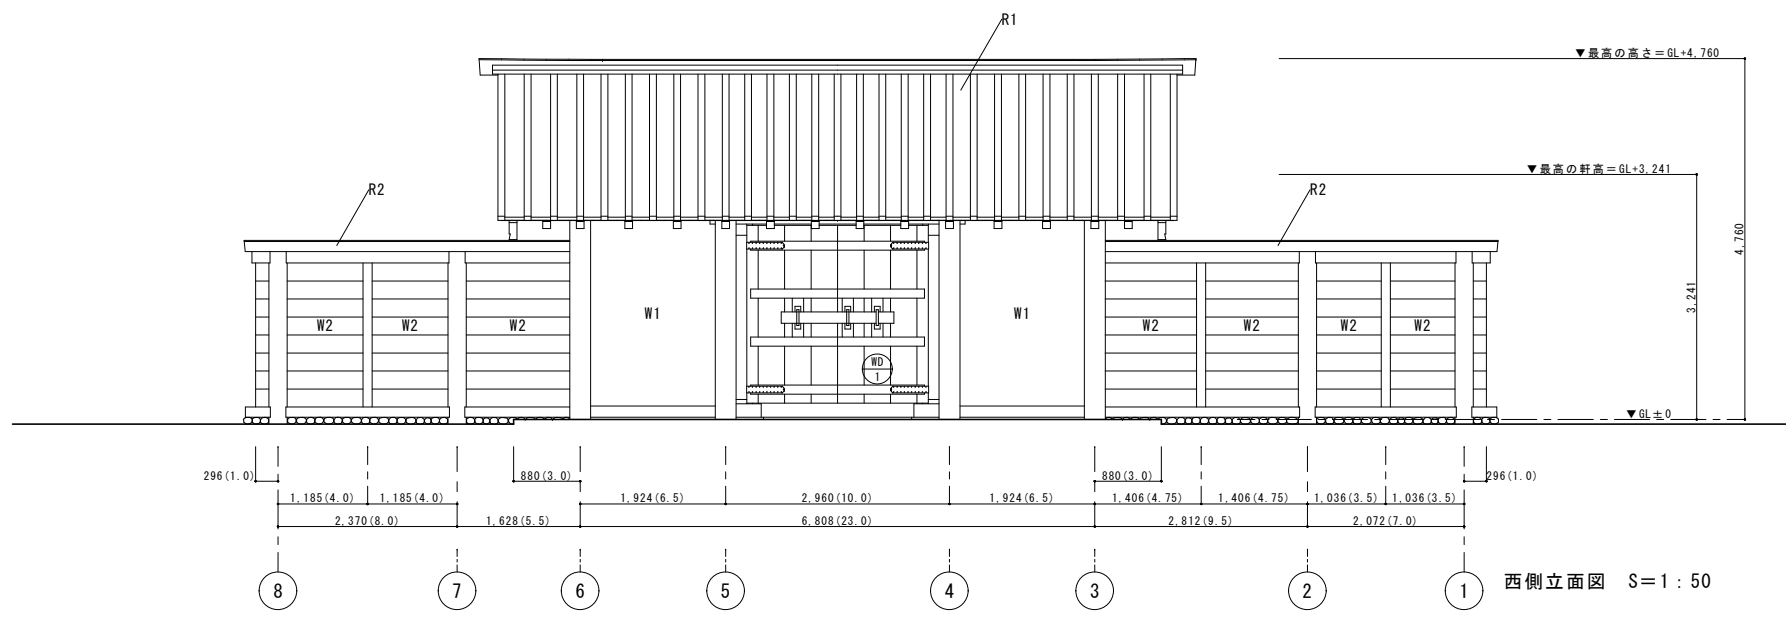 R1
▼最高の高さ＝GL+4,760
▼最高の軒高＝GL+3,241
R2
R2
4,760
3,241
W1
W1
W2
W2
W2
W2
W2
W2
W2
WD
1
▼GL±0
296(1.0)
880(3.0)
880(3.0)
296(1.0)
1,185(4.0)
1,185(4.0)
1,924(6.5)
2,960(10.0)
1,924(6.5)
1,406(4.75)
1,406(4.75)
1,036(3.5)
1,036(3.5)
2,370(8.0)
1,628(5.5)
6,808(23.0)
2,812(9.5)
2,072(7.0)
8
7
6
5
4
3
2
1
西側立面図　S＝1：50